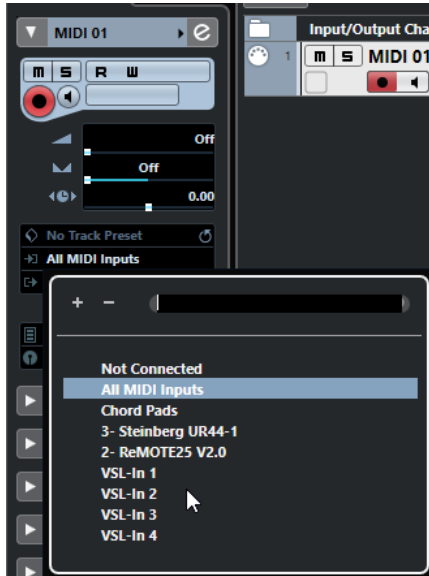 MIDI 01
m S R W
Off
Off
0.00
No Track Preset
All MIDI Inputs
Not Connected
All MIDI Inputs
Chord Pads
3- Steinberg UR44-1
2- ReMOTE25 V2.0
VSL-In 1
VSL-In 2
VSL-In 3
VSL-In 4
Input/Output Cha
1 m S MIDI 01